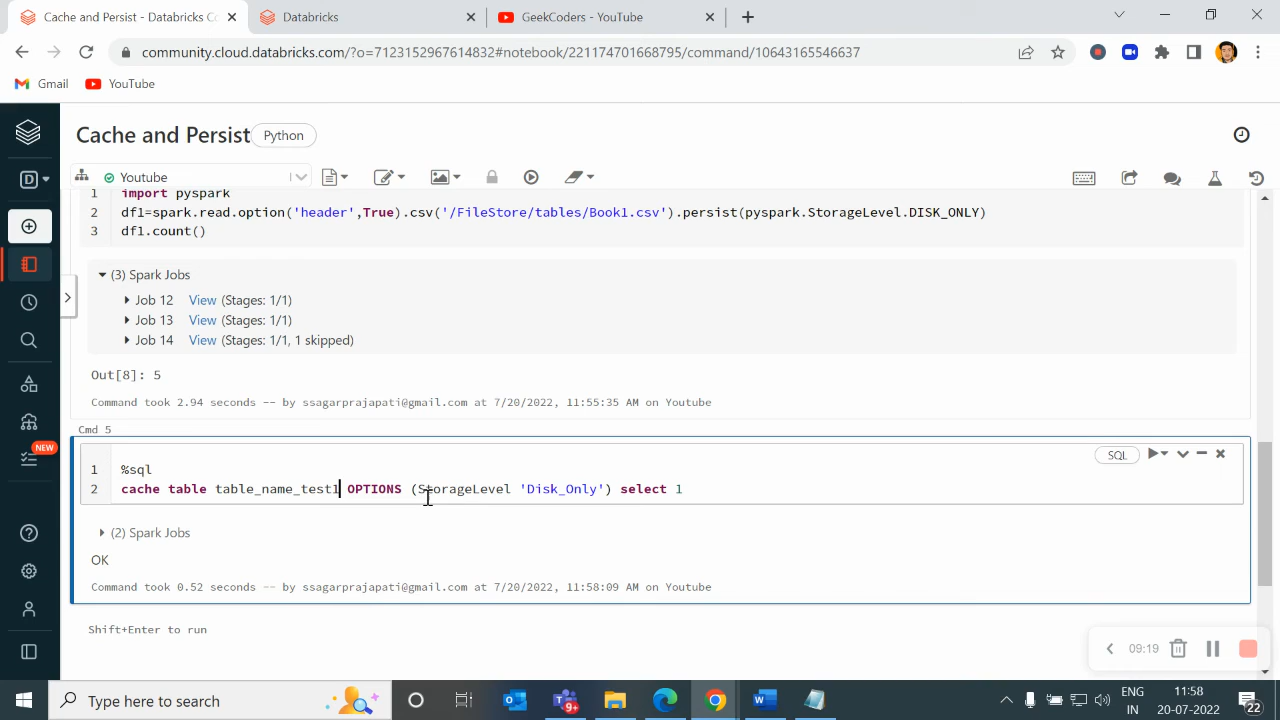 Cache and Persist - Databricks Co
Databricks
GeekCoders - YouTube
community.cloud.databricks.com/?o=7123152967614832#notebook/221174701668795/command/10643165546637
Gmail
YouTube
Cache and Persist
Python
D
Youtube
1 import pyspark
2 df1=spark.read.option('header',True).csv('/FileStore/tables/Book1.csv').persist(pyspark.StorageLevel.DISK_ONLY)
3 df1.count()
(3) Spark Jobs
Job 12 View (Stages: 1/1)
Job 13 View (Stages: 1/1)
Job 14 View (Stages: 1/1, 1 skipped)
Out[8]: 5
Command took 2.94 seconds -- by ssagarprajapati@gmail.com at 7/20/2022, 11:55:35 AM on Youtube
Cmd 5
NEW
SQL
1 %sql
2 cache table table_name_test1 OPTIONS (StorageLevel 'Disk_Only') select 1
(2) Spark Jobs
OK
Command took 0.52 seconds -- by ssagarprajapati@gmail.com at 7/20/2022, 11:58:09 AM on Youtube
Shift+Enter to run
09:19
Type here to search
9+
ENG
IN
11:58
20-07-2022
22